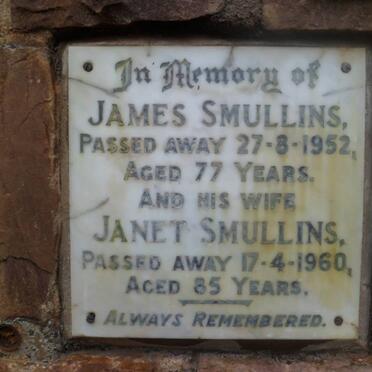 In Memory of
JAMES SMULLINS,
PASSED AWAY 27-8-1952,
AGED 77 YEARS.
AND HIS WIFE
JANET SMULLINS,
PASSED AWAY 17-4-1960,
AGED 85 YEARS.
ALWAYS REMEMBERED.